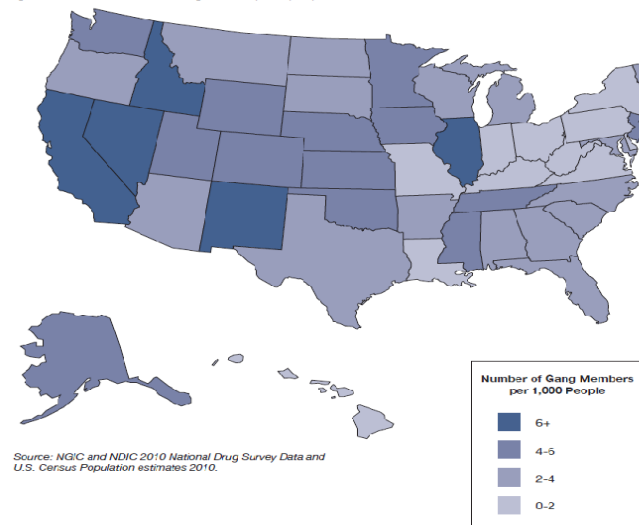 Number of Gang Members
per 1,000 People
6+
4-6
2-4
0-2
Source: NGIC and NDIC 2010 National Drug Survey Data and
U.S. Census Population estimates 2010.